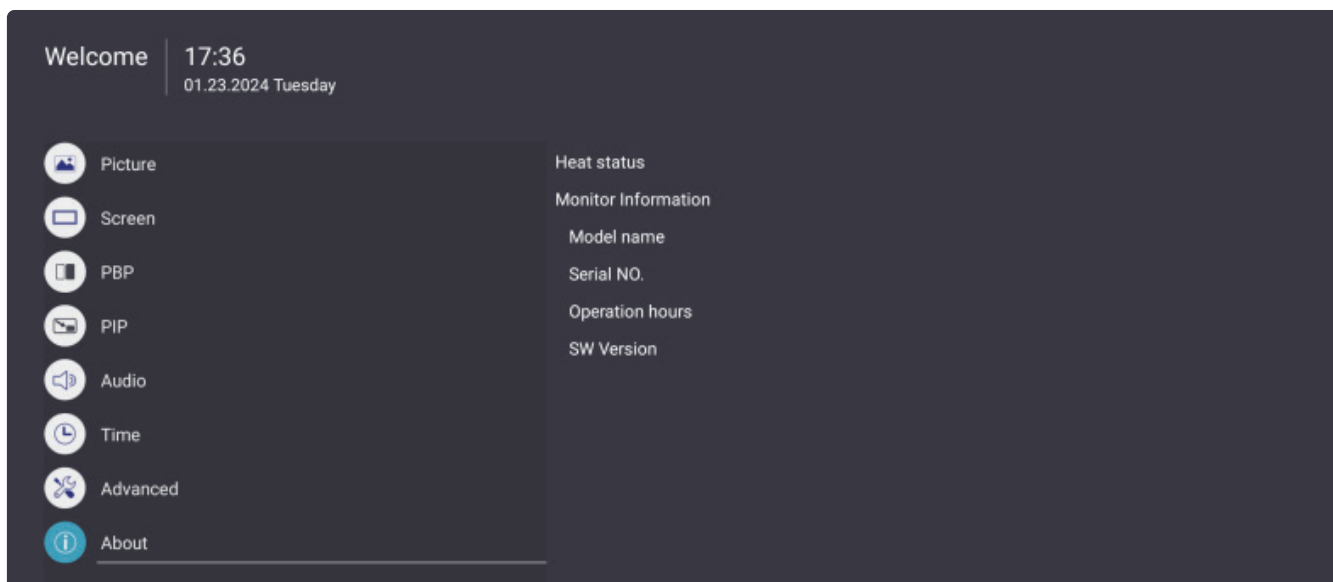 Welcome
17:36
01.23.2024 Tuesday
Picture
Screen
PBP
PIP
Audio
Time
Advanced
About
Heat status
Monitor Information
Model name
Serial NO.
Operation hours
SW Version